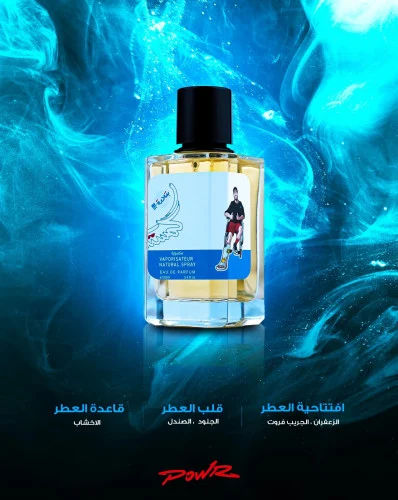 VAPORISATEUR
NATURAL SPRAY
EAU DE PARFUM
افتتاحية العطر
الزعفران ، الجريب فروت
قلب العطر
الجلود ، الصندل
قاعدة العطر
الاخشاب
POWR